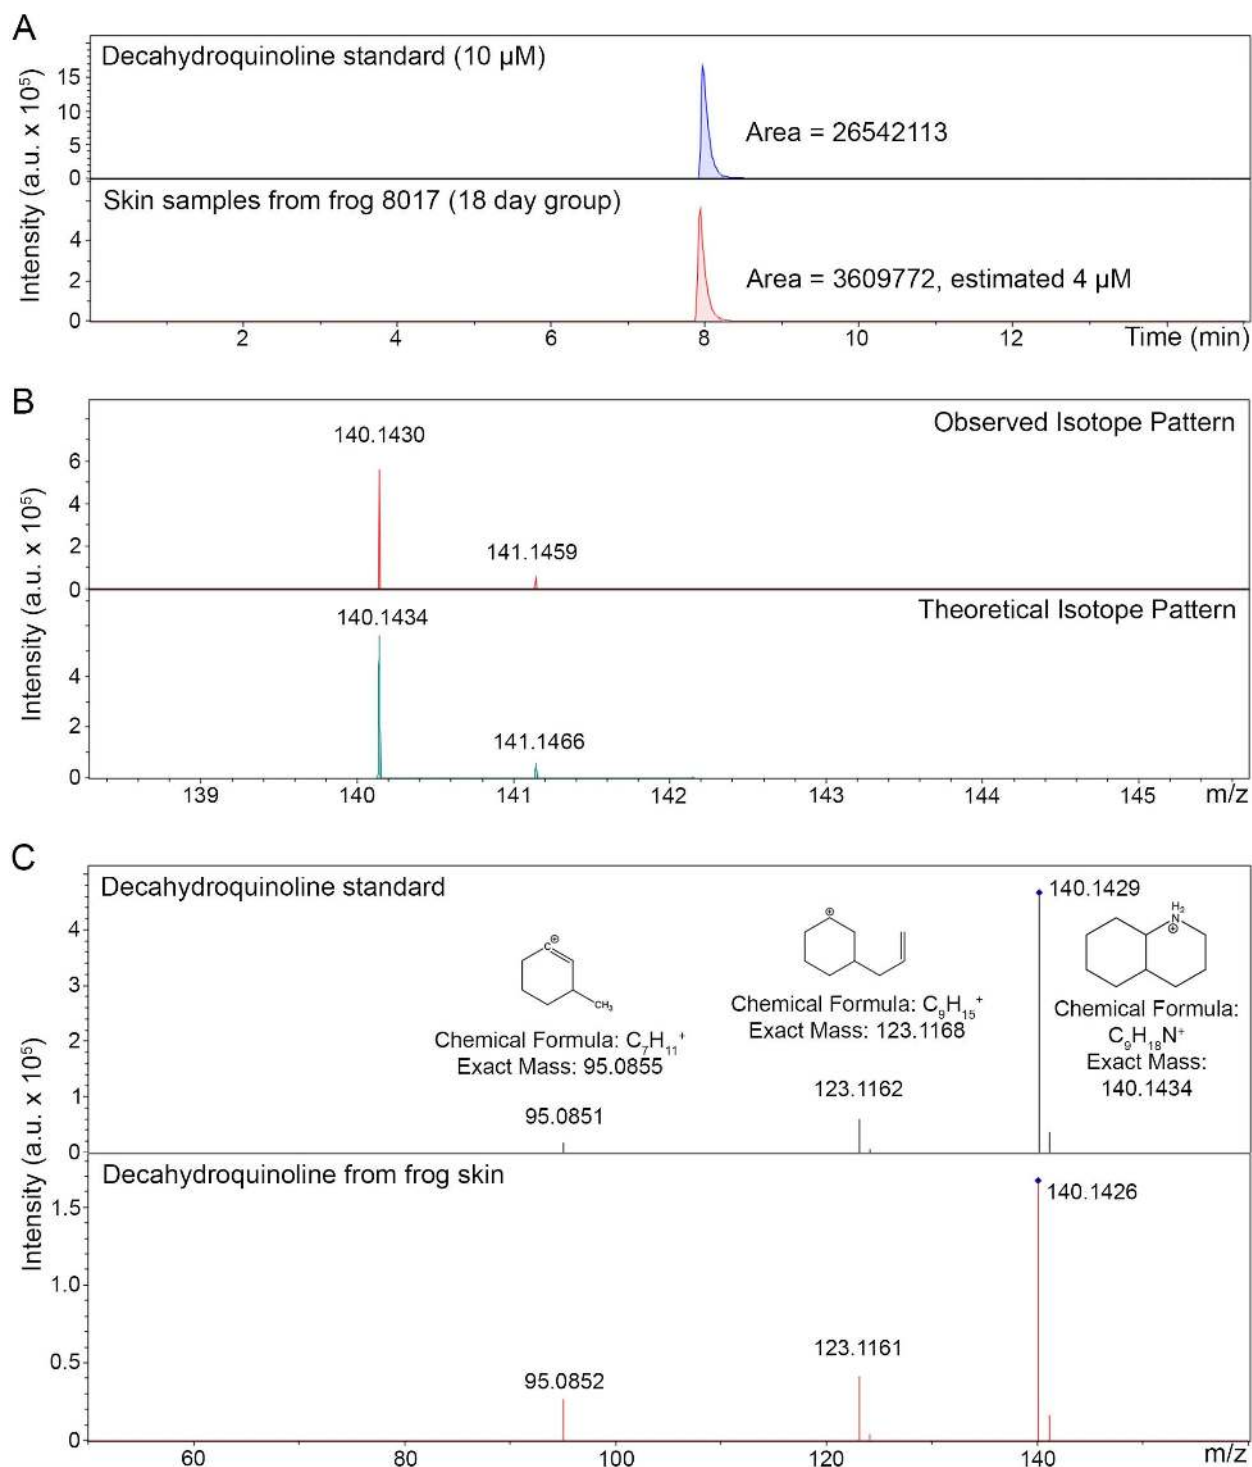 A
Decahydroquinoline standard (10 µM)
Intensity (a.u. x 10⁵)
15
10
5
0
Area = 26542113
Skin samples from frog 8017 (18 day group)
4
2
0
Area = 3609772, estimated 4 µM
2 4 6 8 10 12 Time (min)
B
Observed Isotope Pattern
Intensity (a.u. x 10⁵)
6
4
2
0
140.1430
141.1459
Theoretical Isotope Pattern
4
2
0
140.1434
141.1466
139 140 141 142 143 144 145 m/z
C
Decahydroquinoline standard
Intensity (a.u. x 10⁵)
4
3
2
1
0
140.1429
H₂
N
⊕
C
⊕
CH₃
⊕
Chemical Formula: C₇H₁₁⁺
Exact Mass: 95.0855
Chemical Formula: C₉H₁₅⁺
Exact Mass: 123.1168
Chemical Formula:
C₉H₁₈N⁺
Exact Mass:
140.1434
95.0851
123.1162
Decahydroquinoline from frog skin
1.5
1.0
0.5
0
140.1426
123.1161
95.0852
60 80 100 120 140 m/z